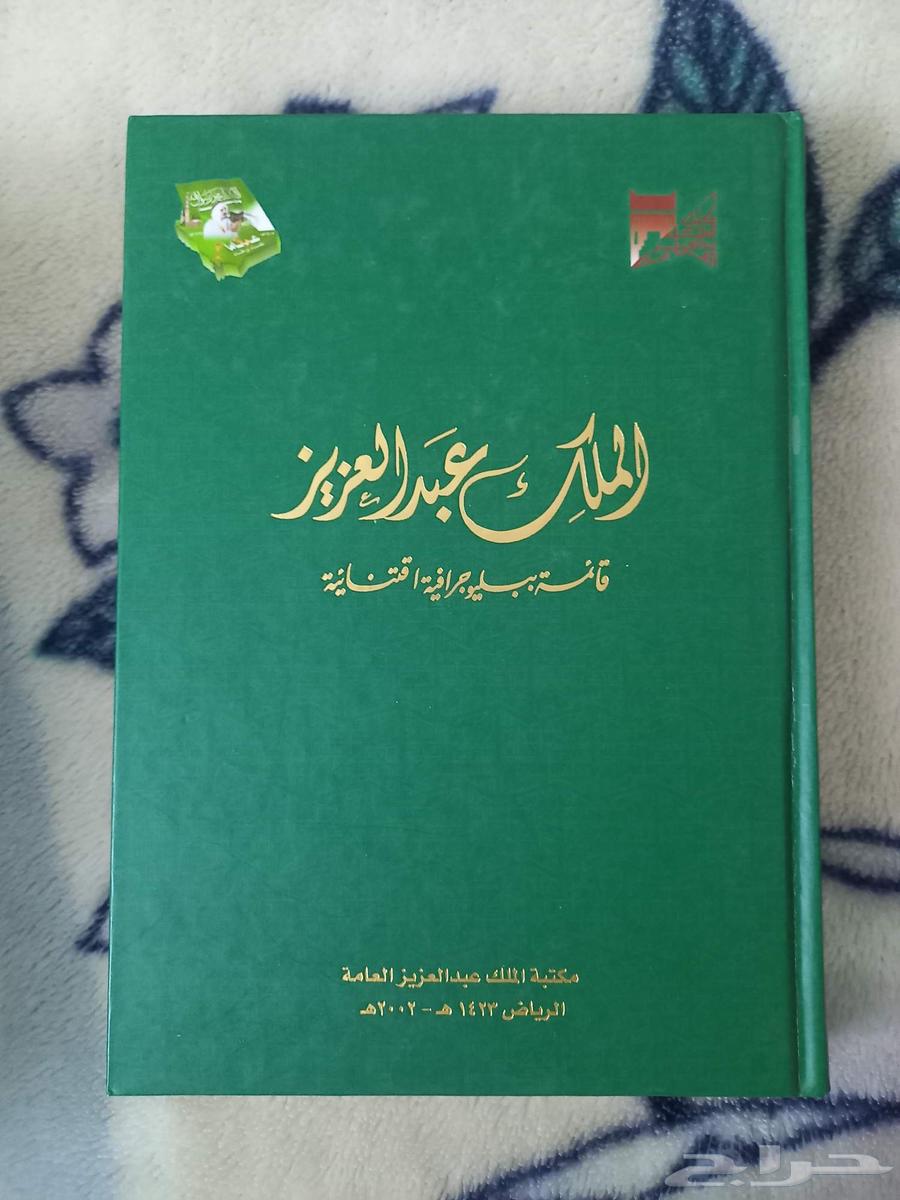 الملك عبدالعزيز
قائمة ببليوجرافية اقتنائية
مكتبة الملك عبدالعزيز العامة
الرياض ١٤٢٣ هـ - ٢٠٠٢هـ
حراج